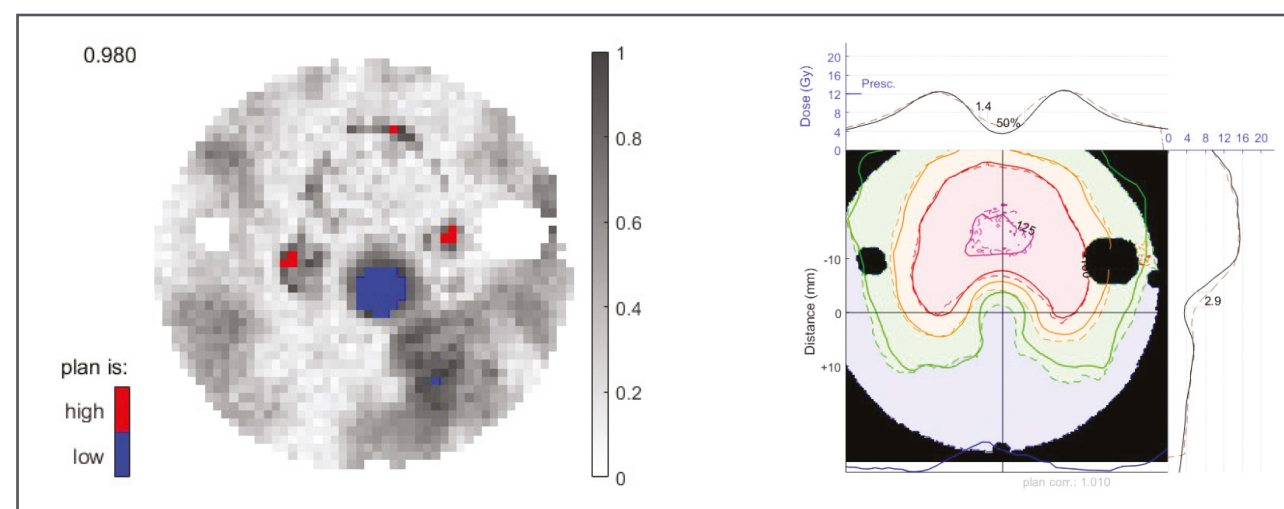 0.980
1
0.8
0.6
0.4
0.2
0
plan is:
high
low
Dose (Gy)
20
16
12
8
4
0
Presc.
1.4
50%
0 4 8 12 16 20
Distance (mm)
-10
0
+10
125
100
2.9
plan corr.: 1.010